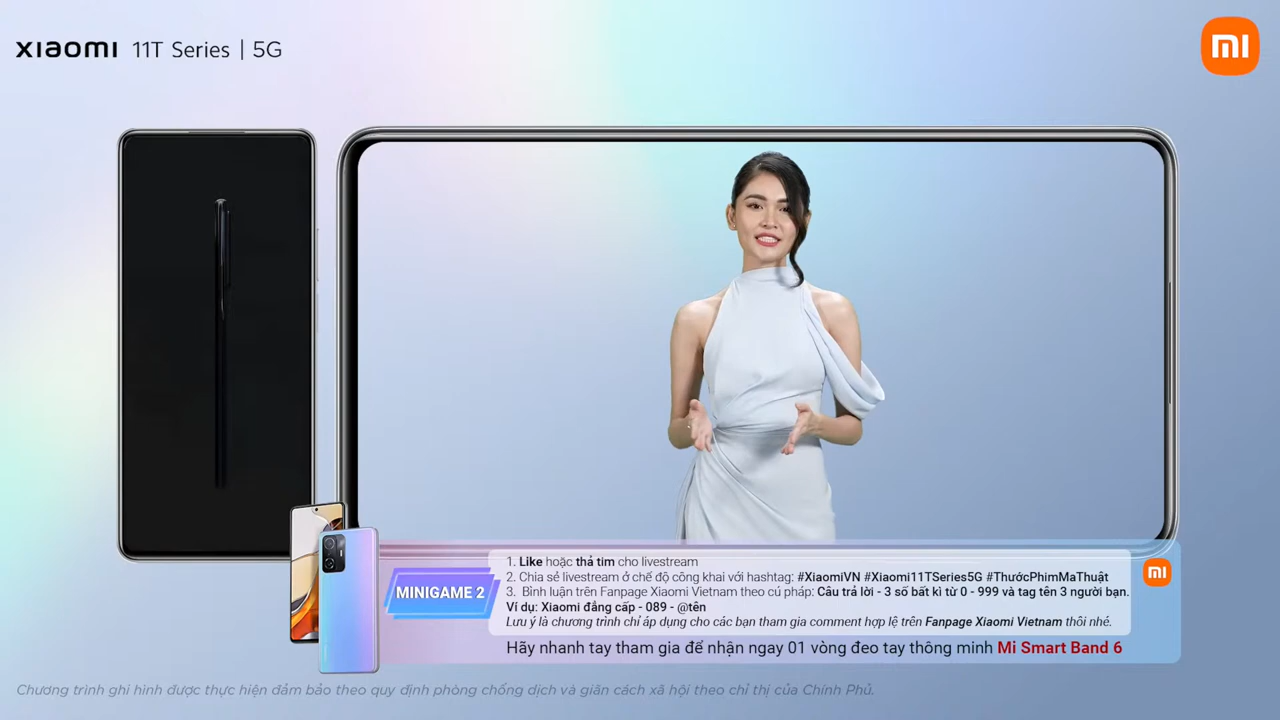 xiaomi 11T Series | 5G
mi
MINIGAME 2
1. Like hoặc thả tim cho livestream
2. Chia sẻ livestream ở chế độ công khai với hashtag: #XiaomiVN #Xiaomi11TSeries5G #ThướcPhimMaThuật
3. Bình luận trên Fanpage Xiaomi Vietnam theo cú pháp: Câu trả lời - 3 số bất kì từ 0 - 999 và tag tên 3 người bạn.
Ví dụ: Xiaomi đẳng cấp - 089 - @tên
Lưu ý là chương trình chỉ áp dụng cho các bạn tham gia comment hợp lệ trên Fanpage Xiaomi Vietnam thôi nhé.
mi
Hãy nhanh tay tham gia để nhận ngay 01 vòng đeo tay thông minh Mi Smart Band 6
Chương trình ghi hình được thực hiện đảm bảo theo quy định phòng chống dịch và giãn cách xã hội theo chỉ thị của Chính Phủ.